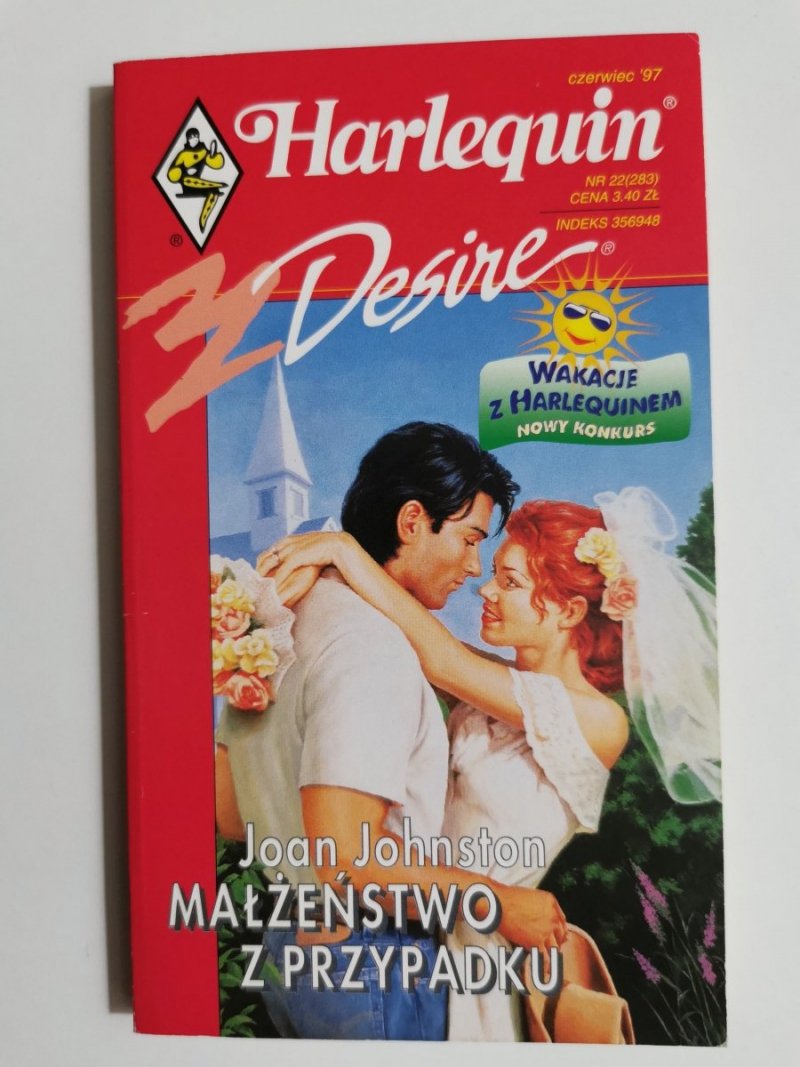 czerwiec '97
Harlequin®
NR 22(283)
CENA 3.40 ZŁ
INDEKS 356948
®
Desire®
WAKACJE
Z HARLEQUINEM
NOWY KONKURS
Joan Johnston
MAŁŻEŃSTWO
Z PRZYPADKU